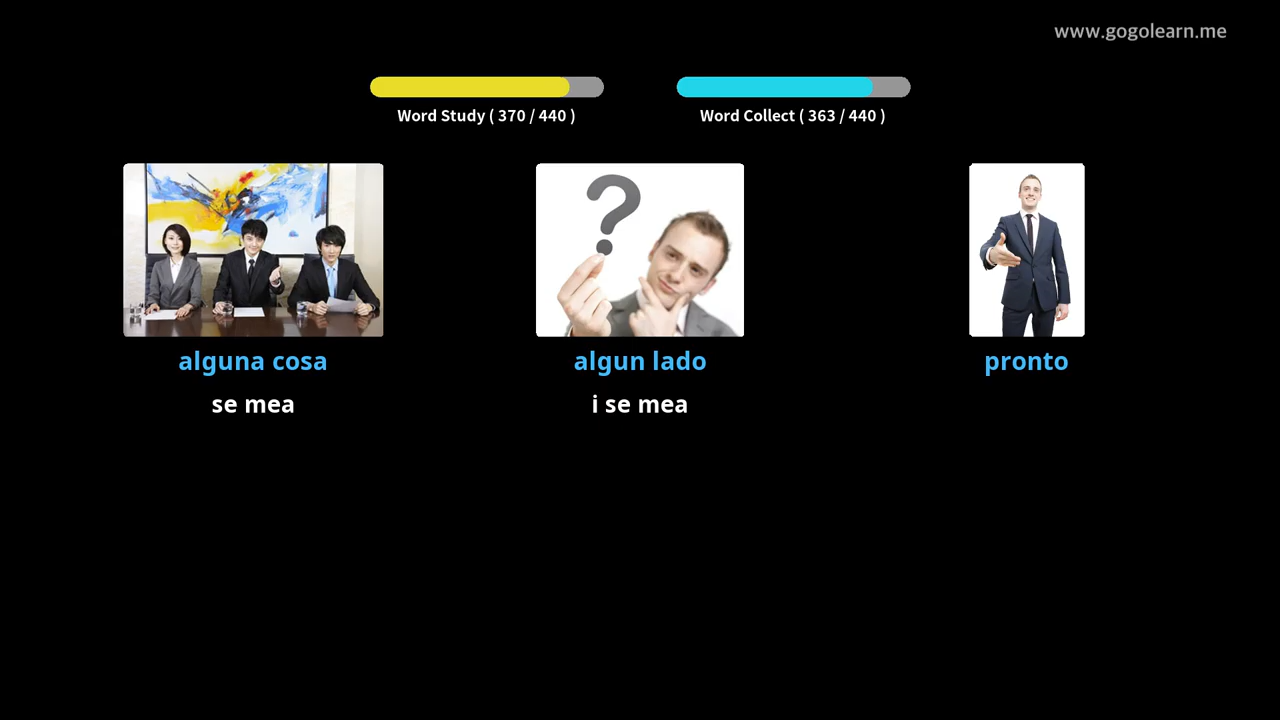 www.gogolearn.me
Word Study ( 370 / 440 )
Word Collect ( 363 / 440 )
alguna cosa
algun lado
pronto
se mea
i se mea